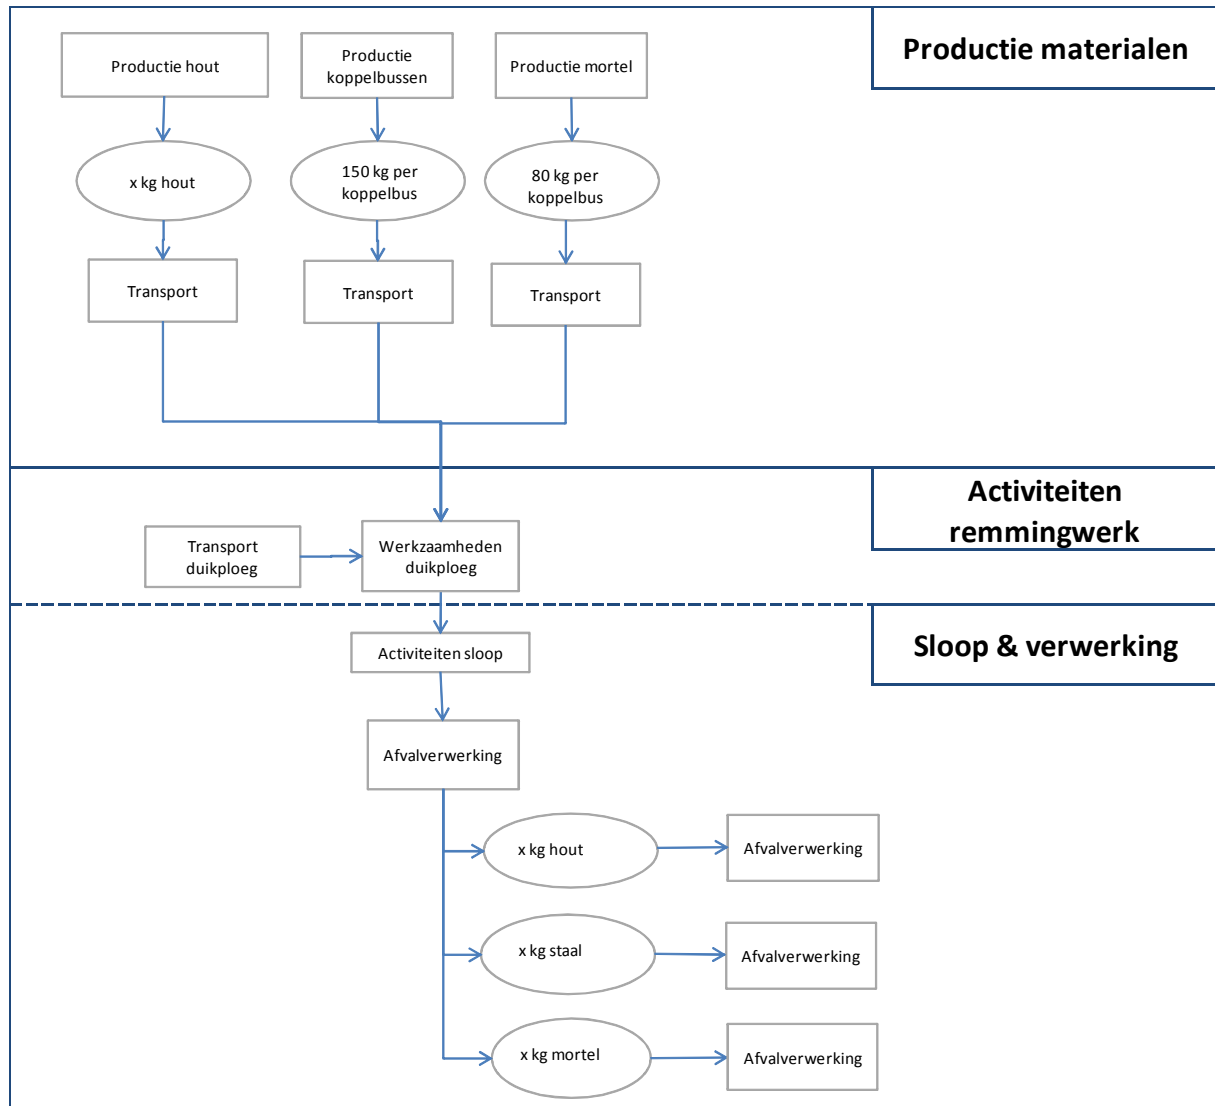 Productie materialen
Productie hout
Productie
koppelbussen
Productie mortel
x kg hout
150 kg per
koppelbus
80 kg per
koppelbus
Transport
Transport
Transport
Activiteiten
remmingwerk
Transport
duikploeg
Werkzaamheden
duikploeg
Sloop & verwerking
Activiteiten sloop
Afvalverwerking
x kg hout
Afvalverwerking
x kg staal
Afvalverwerking
x kg mortel
Afvalverwerking